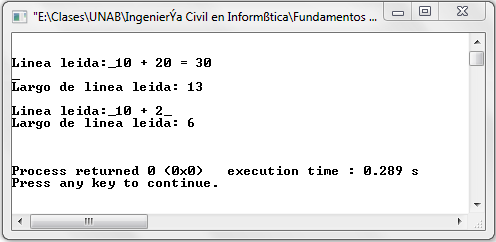 "E:\Clases\UNAB\IngenierÝa Civil en Informßtica\Fundamentos ...
Linea leida:_10 + 20 = 30
_
Largo de linea leida: 13
Linea leida:_10 + 2_
Largo de linea leida: 6
Process returned 0 (0x0)   execution time : 0.289 s
Press any key to continue.